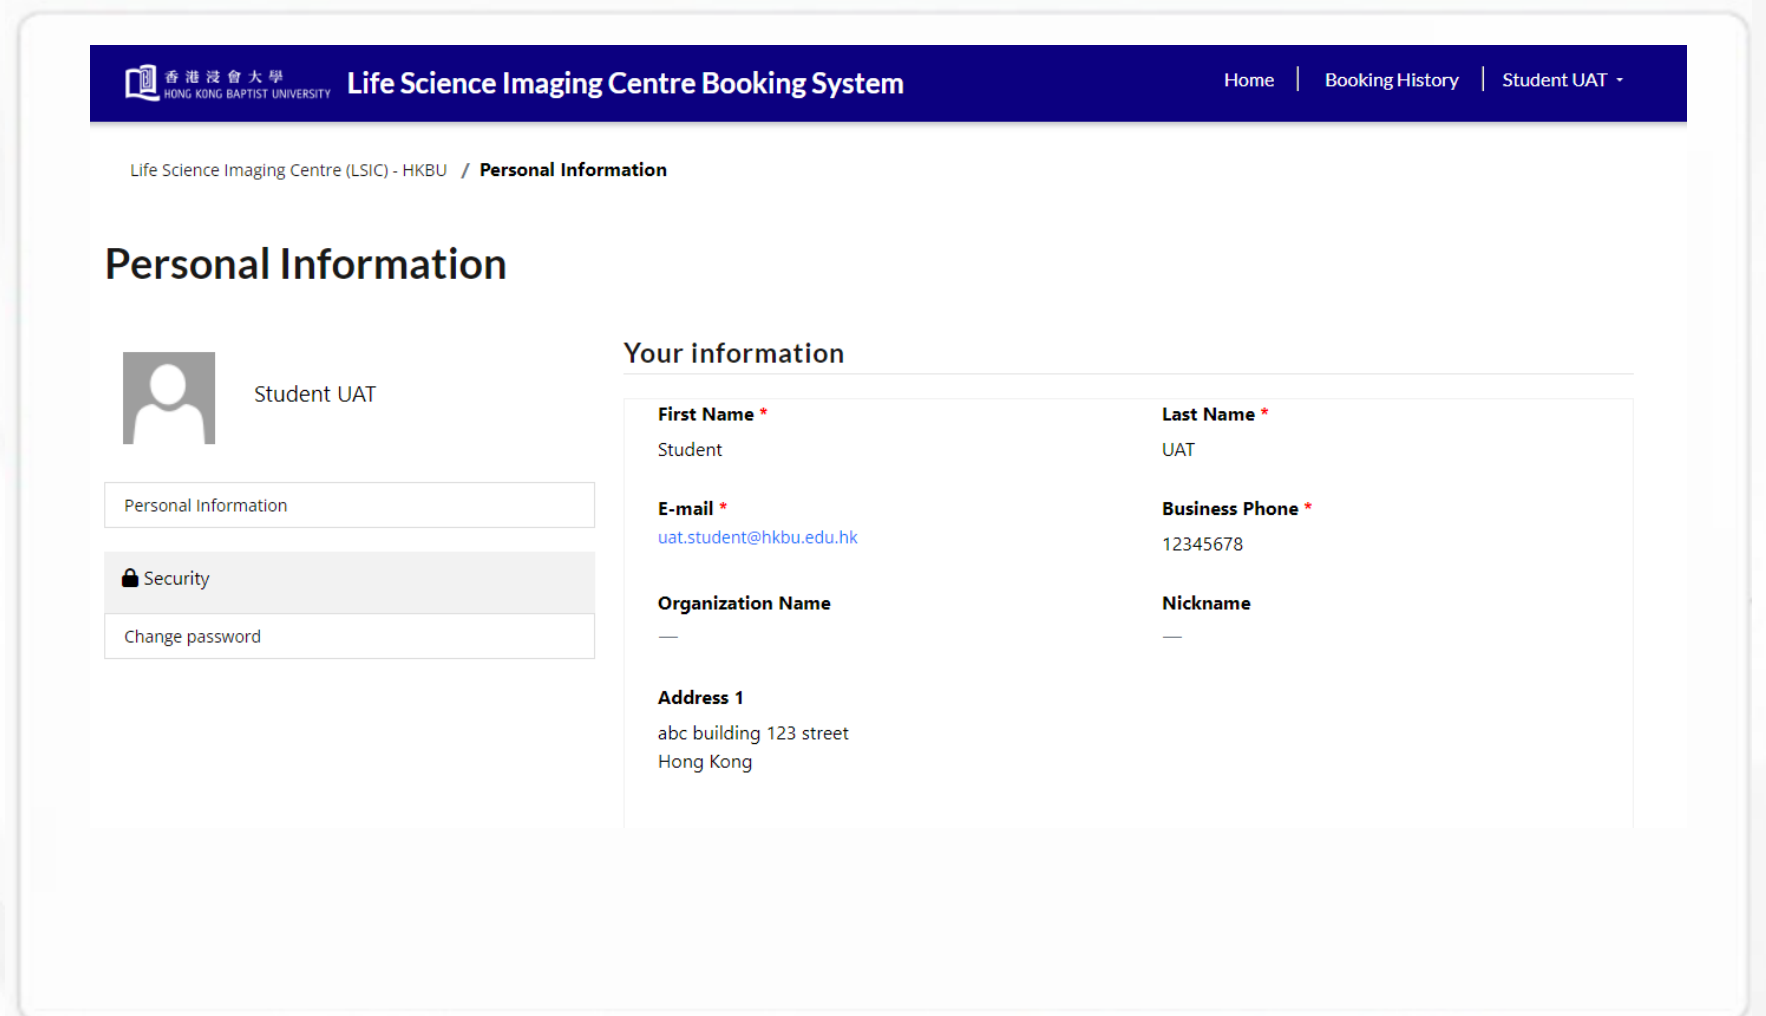 香港浸會大學
HONG KONG BAPTIST UNIVERSITY
Life Science Imaging Centre Booking System
Home
Booking History
Student UAT
Life Science Imaging Centre (LSIC) - HKBU / Personal Information
Personal Information
Student UAT
Personal Information
Security
Change password
Your information
First Name *
Student
Last Name *
UAT
E-mail *
uat.student@hkbu.edu.hk
Business Phone *
12345678
Organization Name
—
Nickname
—
Address 1
abc building 123 street
Hong Kong